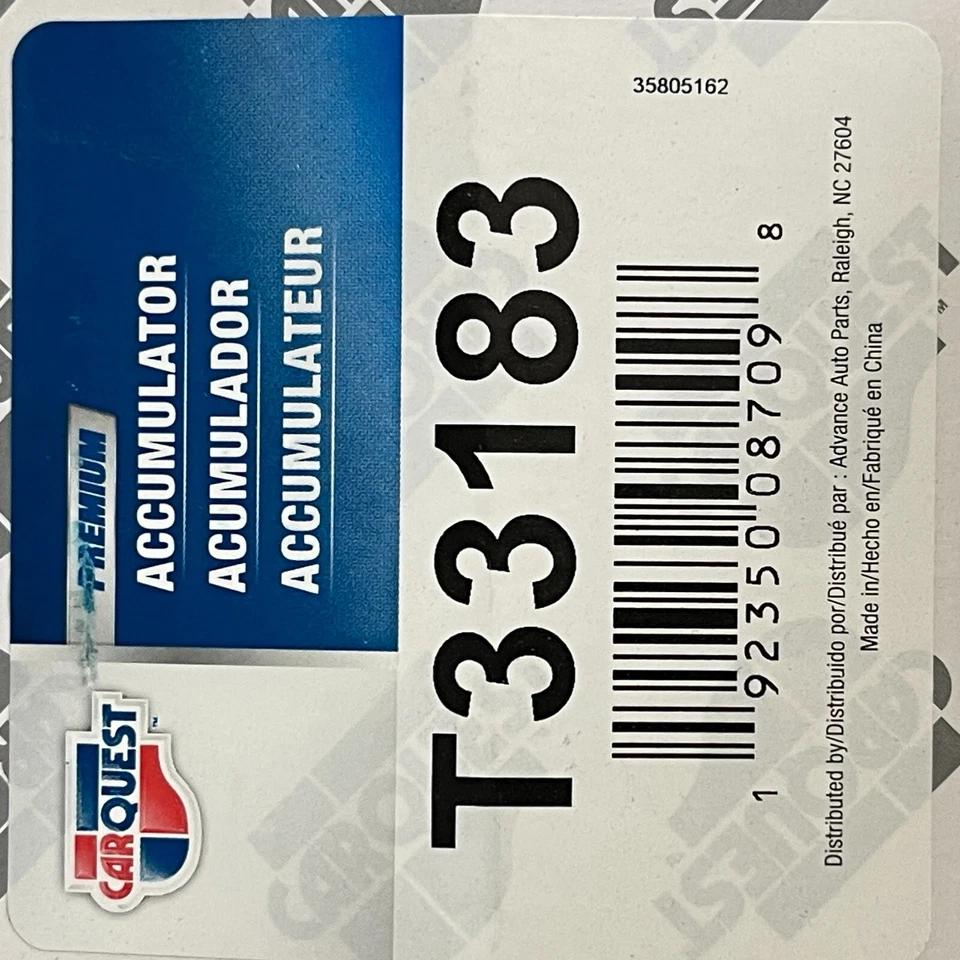 CARQUEST™
PREMIUM
ACCUMULATOR
ACUMULADOR
ACCUMULATEUR
T33183
35805162
1 92350 08709 8
Distributed by/Distribuido por/Distribué par : Advance Auto Parts, Raleigh, NC 27604
Made in/Hecho en/Fabriqué en China